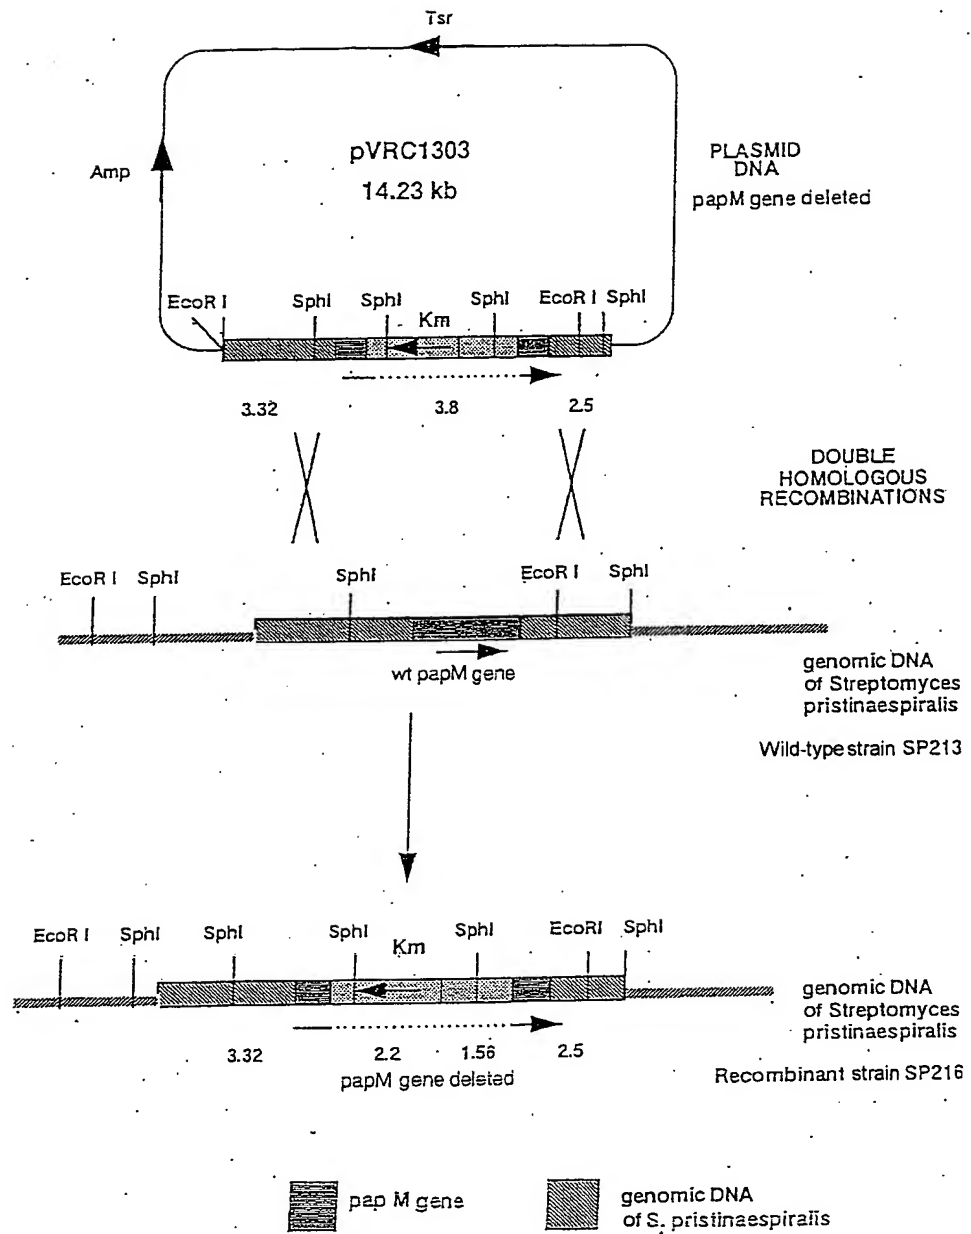 Tsr
pVRC1303
14.23 kb
Amp
PLASMID
DNA
papM gene deleted
EcoR I SphI SphI SphI EcoR I SphI
Km
3.32 3.8 2.5
DOUBLE
HOMOLOGOUS
RECOMBINATIONS
EcoR I SphI SphI EcoR I SphI
wt papM gene
genomic DNA
of Streptomyces
pristinaespiralis
Wild-type strain SP213
EcoR I SphI SphI SphI Km SphI EcoRI SphI
3.32 2.2 1.56 2.5
papM gene deleted
genomic DNA
of Streptomyces
pristinaespiralis
Recombinant strain SP216
pap M gene
genomic DNA
of S. pristinaespiralis